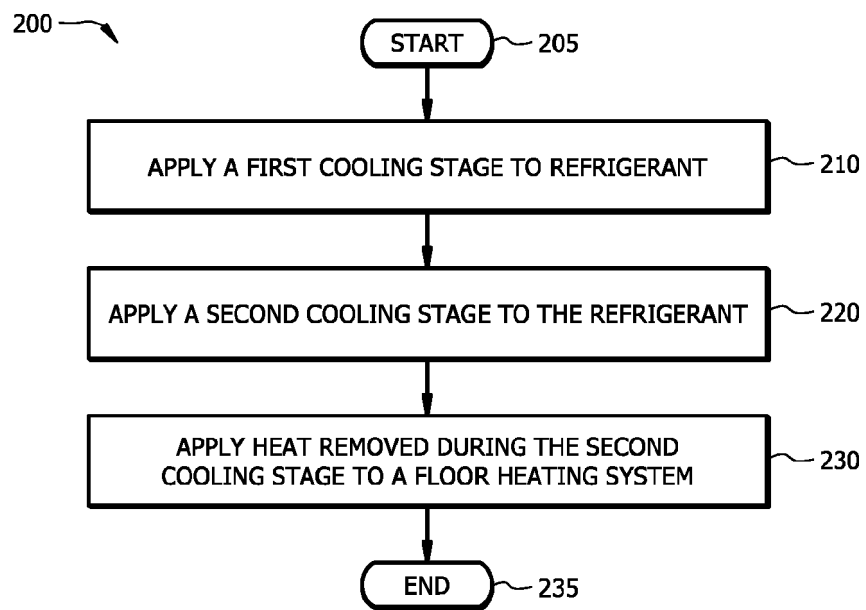 200
START
205
APPLY A FIRST COOLING STAGE TO REFRIGERANT
210
APPLY A SECOND COOLING STAGE TO THE REFRIGERANT
220
APPLY HEAT REMOVED DURING THE SECOND
COOLING STAGE TO A FLOOR HEATING SYSTEM
230
END
235